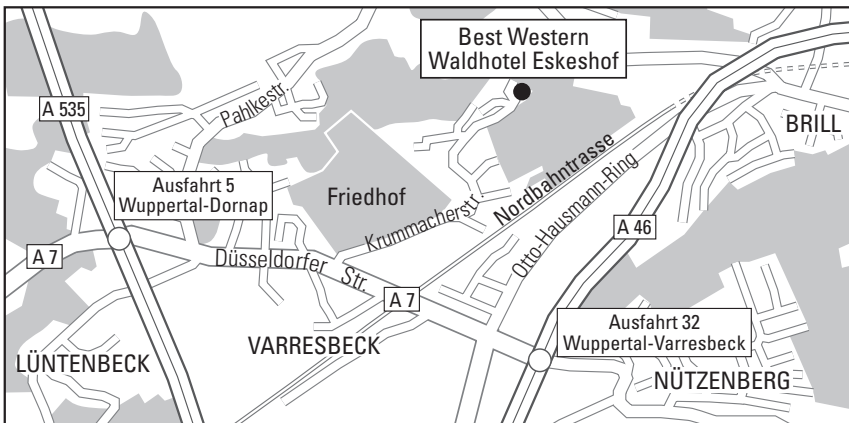 Best Western
Waldhotel Eskeshof
A 535
Pahlkestr.
BRILL
Ausfahrt 5
Wuppertal-Dornap
Friedhof
Nordbahntrasse
Krummacherstr.
Otto-Hausmann-Ring
A 46
A 7
Düsseldorfer Str.
A 7
Ausfahrt 32
Wuppertal-Varresbeck
VARRESBECK
LÜNTENBECK
NÜTZENBERG